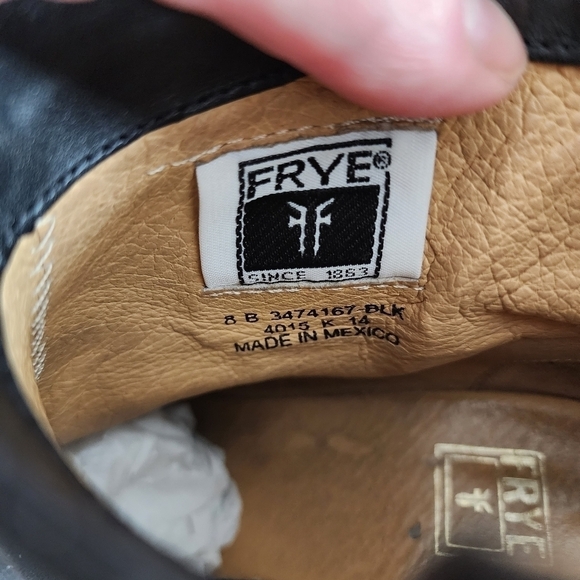 FRYE®
SINCE 1863
8 B 3474167-BLK
4015 K 14
MADE IN MEXICO
FRYE